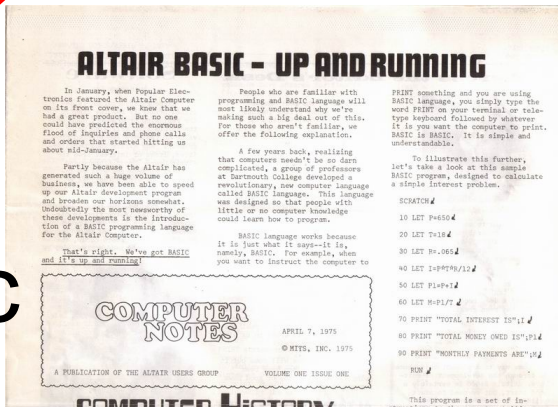 ALTAIR BASIC – UP AND RUNNING
In January, when Popular Elec-
tronics featured the Altair Computer
on its front cover, we knew that we
had a great product. But no one
could have predicted the enormous
flood of inquiries and phone calls
and orders that started hitting us
about mid-January.
Partly because the Altair has
generated such a huge volume of
business, we have been able to speed
up our Altair development program
and broaden our horizons somewhat.
Undoubtedly the most newsworthy of
these developments is the introduc-
tion of a BASIC programming language
for the Altair Computer.
That's right. We've got BASIC
and it's up and running!
People who are familiar with
programming and BASIC language will
most likely understand why we're
making such a big deal out of this.
For those who aren't familiar, we
offer the following explanation.
A few years back, realizing
that computers needn't be so darn
complicated, a group of professors
at Dartmouth College developed a
revolutionary, new computer language
called BASIC language. This language
was designed so that people with
little or no computer knowledge
could learn how to program.
BASIC language works because
it is just what it says--it is,
namely, BASIC. For example, when
you want to instruct the computer to
PRINT something and you are using
BASIC language, you simply type the
word PRINT on your terminal or tele-
type keyboard followed by whatever
it is you want the computer to print.
BASIC is BASIC. It is simple and
understandable.
To illustrate this further,
let's take a look at this sample
BASIC program, designed to calculate
a simple interest problem.
SCRATCH
10 LET P=650
20 LET T=18
30 LET R=.065
40 LET I=P*T*R/12
50 LET P1=P+I
60 LET M=P1/T
70 PRINT "TOTAL INTEREST IS";I
80 PRINT "TOTAL MONEY OWED IS";P1
90 PRINT "MONTHLY PAYMENTS ARE";M
RUN
This program is a set of in-
C
COMPUTER
NOTES
APRIL 7, 1975
© MITS, INC. 1975
A PUBLICATION OF THE ALTAIR USERS GROUP
VOLUME ONE ISSUE ONE
COMPUTER HISTORY